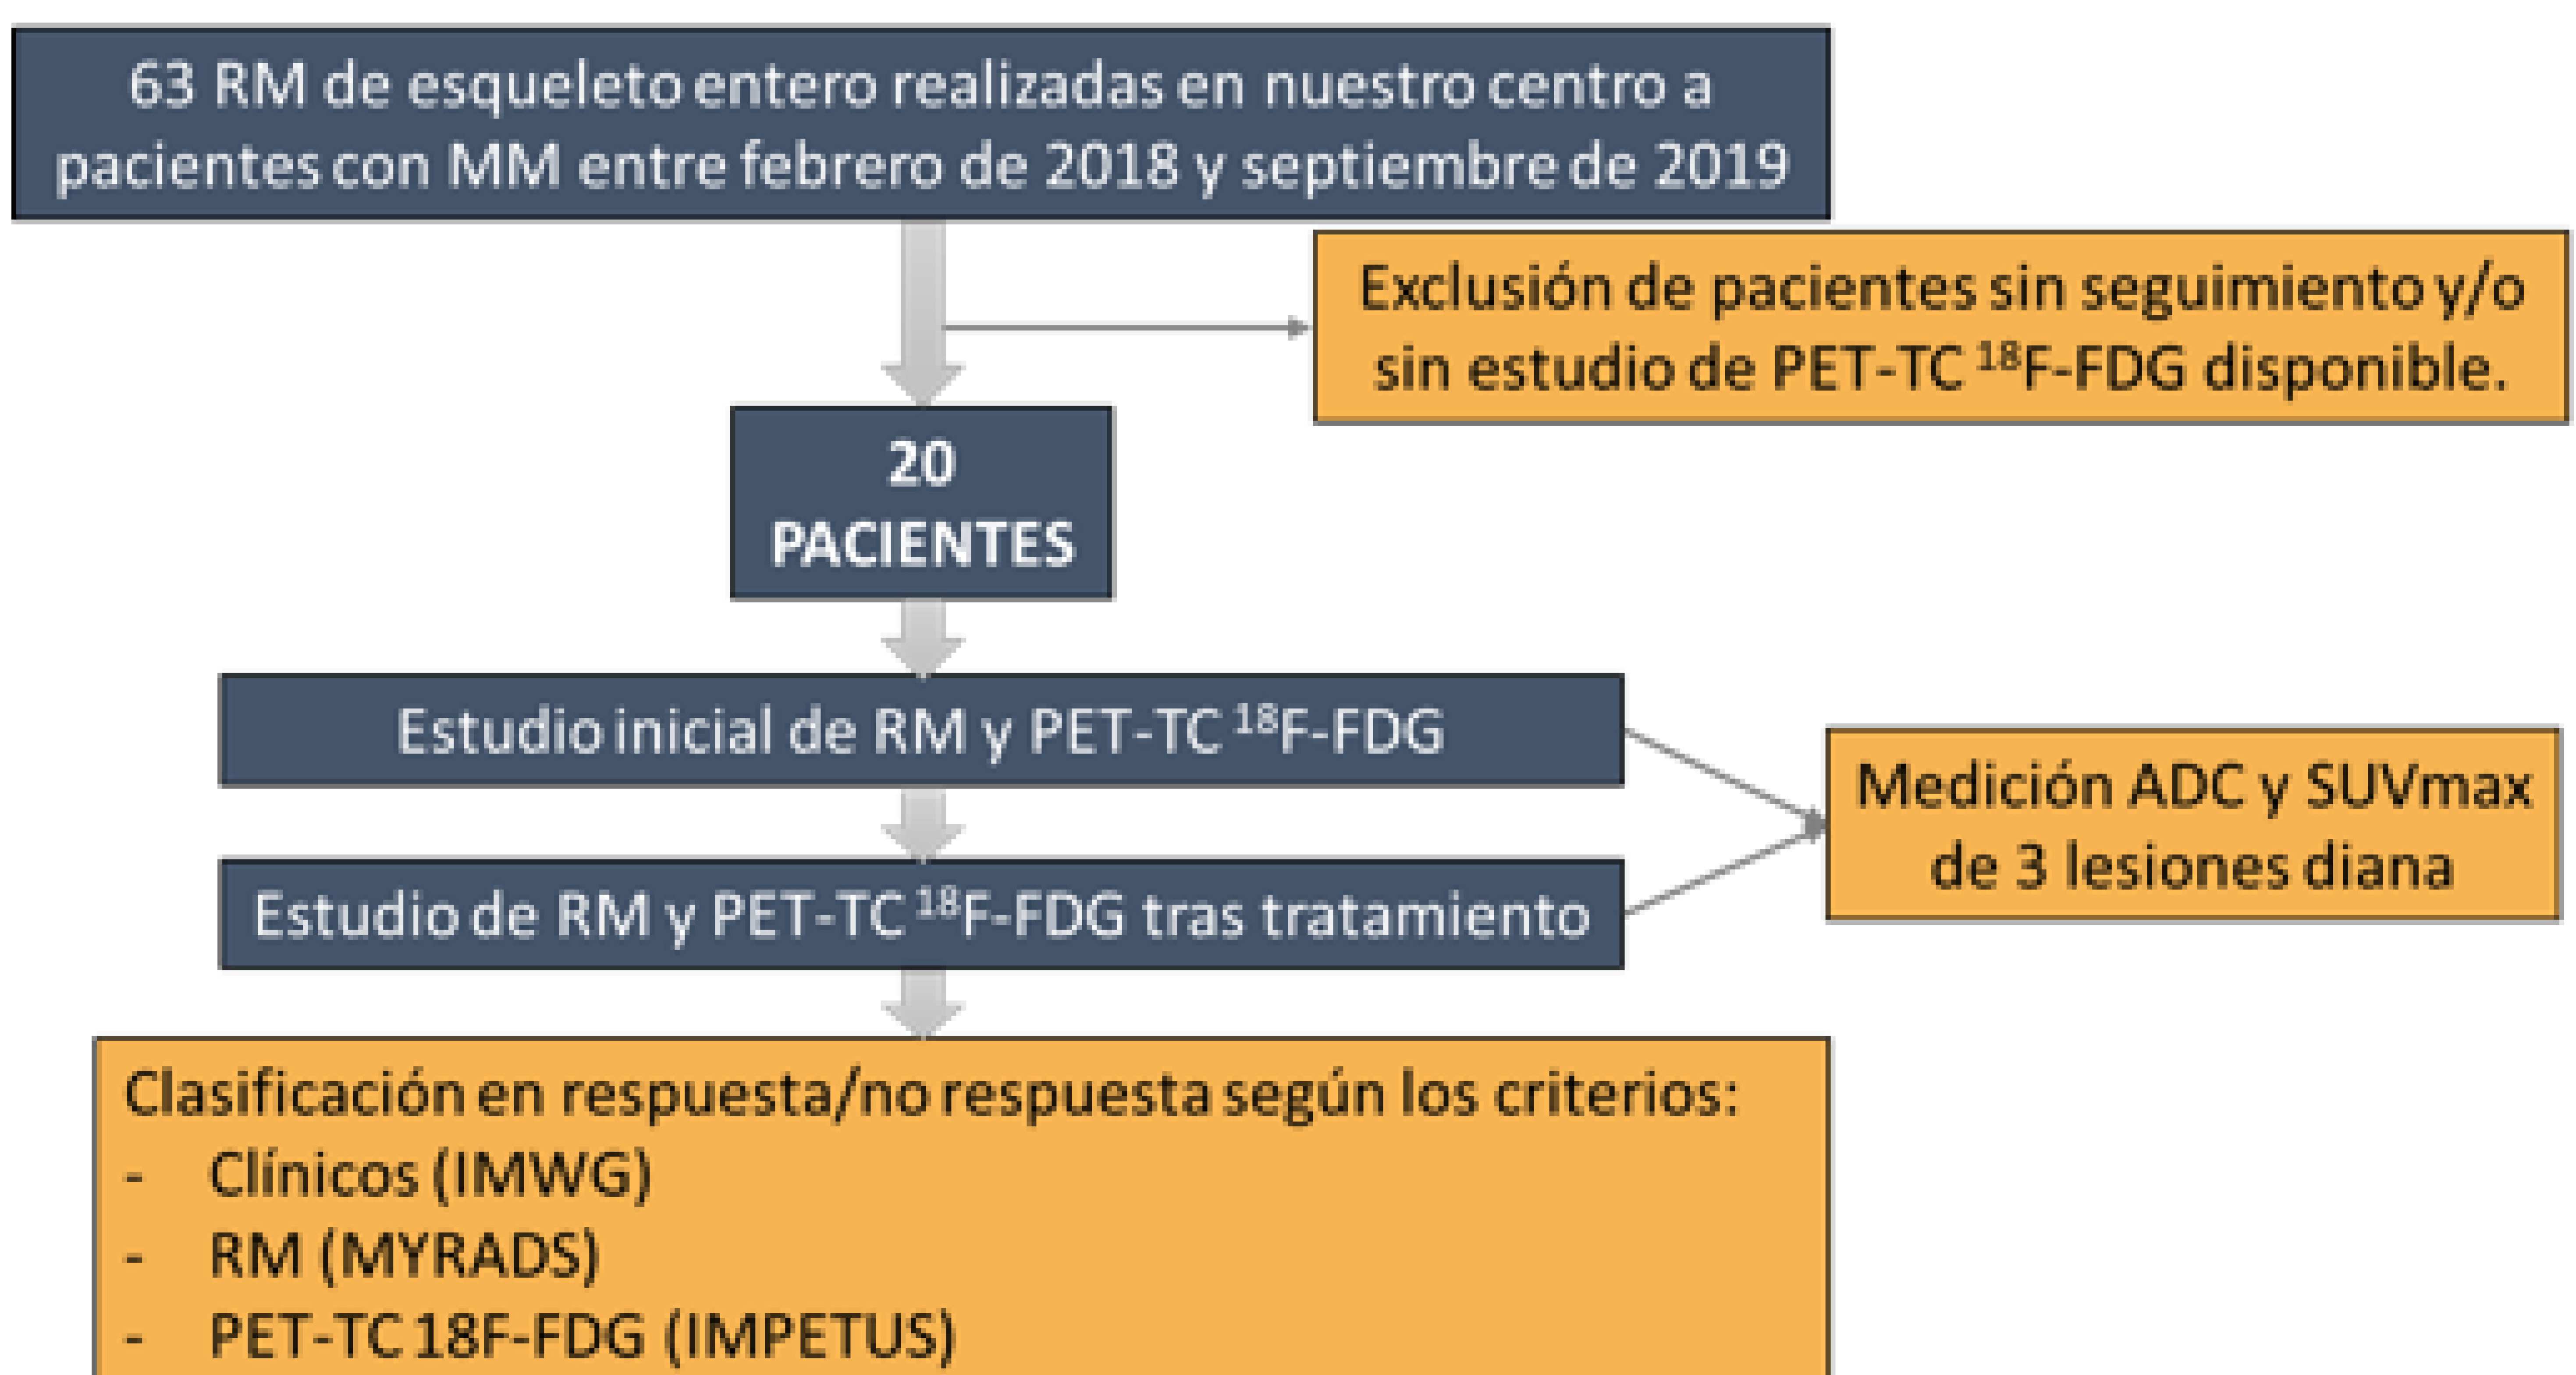 63 RM de esqueleto entero realizadas en nuestro centro a
pacientes con MM entre febrero de 2018 y septiembre de 2019
Exclusión de pacientes sin seguimiento y/o
sin estudio de PET-TC ¹⁸F-FDG disponible.
20
PACIENTES
Estudio inicial de RM y PET-TC ¹⁸F-FDG
Medición ADC y SUVmax
de 3 lesiones diana
Estudio de RM y PET-TC ¹⁸F-FDG tras tratamiento
Clasificación en respuesta/no respuesta según los criterios:
- Clínicos (IMWG)
- RM (MYRADS)
- PET-TC 18F-FDG (IMPETUS)